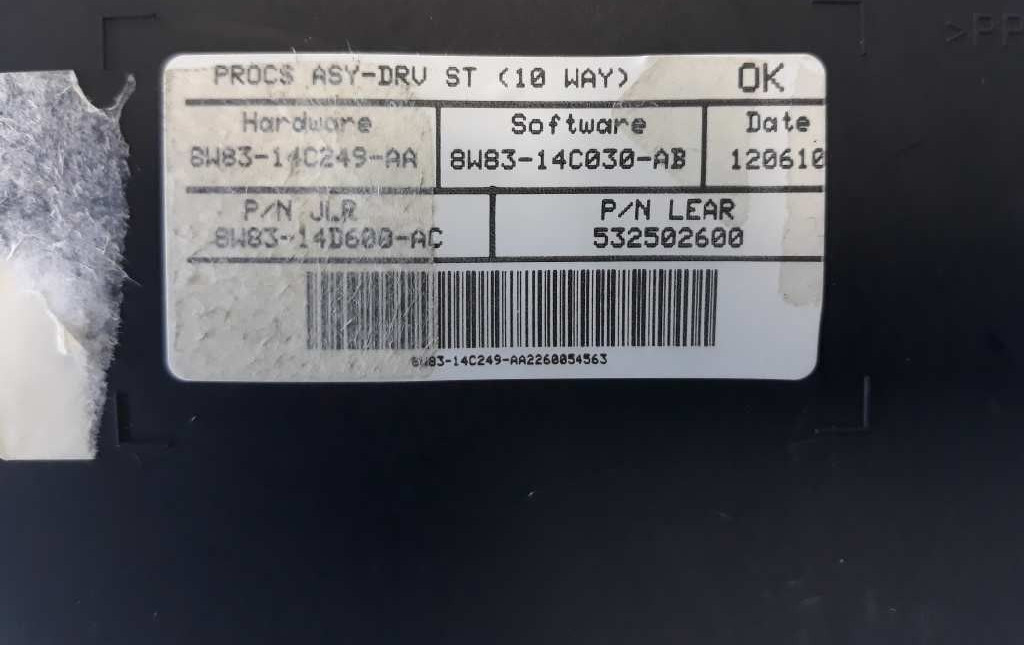 >PP
PROCS ASY-DRV ST (10 WAY) OK
Hardware Software Date
8W83-14C249-AA 8W83-14C030-AB 120610
P/N JLR P/N LEAR
8W83-14D600-AC 532502600
8W83-14C249-AA2260054563